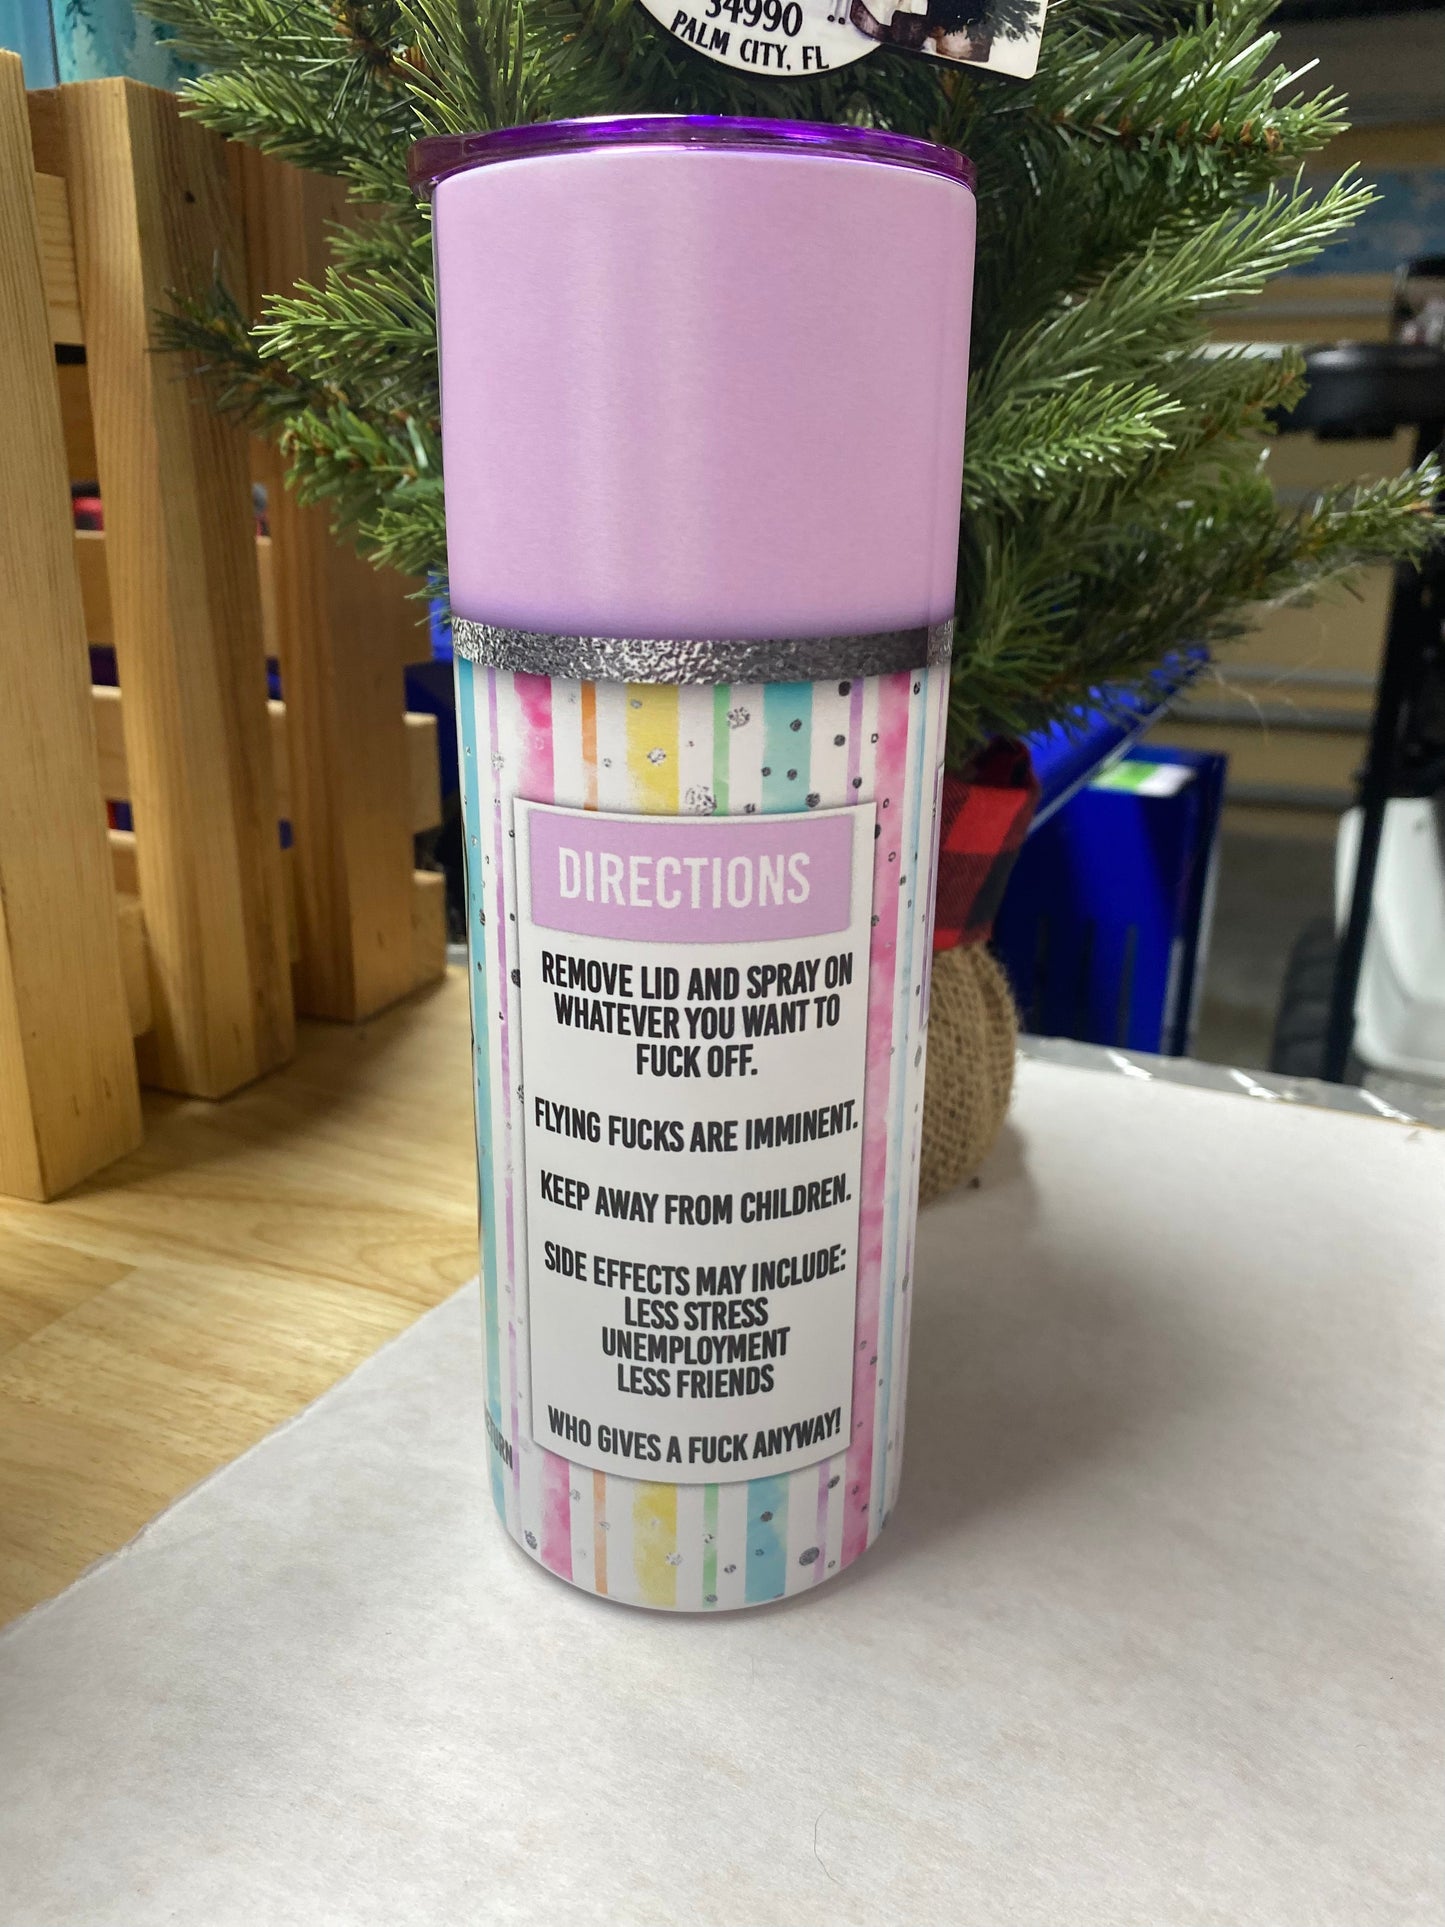 34990
PALM CITY, FL
DIRECTIONS
REMOVE LID AND SPRAY ON
WHATEVER YOU WANT TO
FUCK OFF.
FLYING FUCKS ARE IMMINENT.
KEEP AWAY FROM CHILDREN.
SIDE EFFECTS MAY INCLUDE:
LESS STRESS
UNEMPLOYMENT
LESS FRIENDS
WHO GIVES A FUCK ANYWAY!